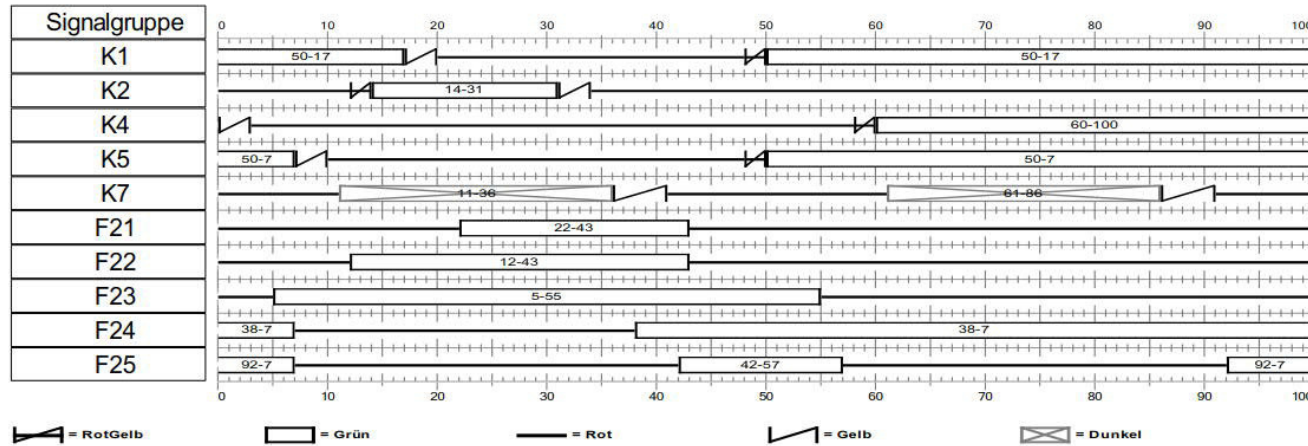 Signalgruppe 0 10 20 30 40 50 60 70 80 90 100
K1 50-17 50-17
K2 14-31
K4 60-100
K5 50-7 50-7
K7 11-36 61-86
F21 22-43
F22 12-43
F23 5-55
F24 38-7 38-7
F25 92-7 42-57 92-7
0 10 20 30 40 50 60 70 80 90 100
= RotGelb = Grün = Rot = Gelb = Dunkel